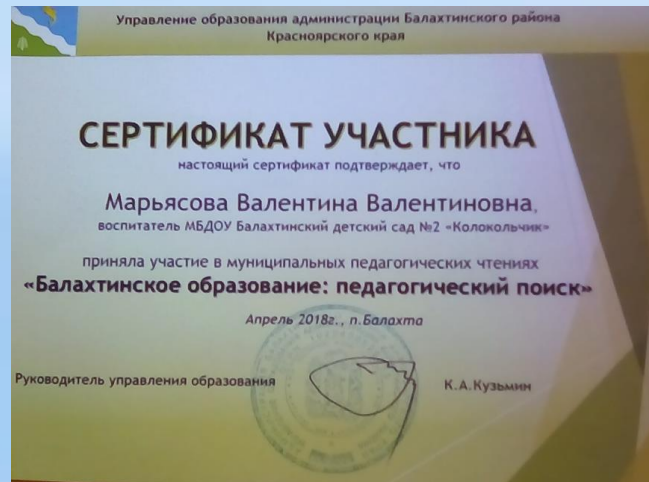 Управление образования администрации Балахтинского района
Красноярского края
СЕРТИФИКАТ УЧАСТНИКА
настоящий сертификат подтверждает, что
Марьясова Валентина Валентиновна,
воспитатель МБДОУ Балахтинский детский сад №2 «Колокольчик»
приняла участие в муниципальных педагогических чтениях
«Балахтинское образование: педагогический поиск»
Апрель 2018г., п.Балахта
Руководитель управления образования К.А.Кузьмин